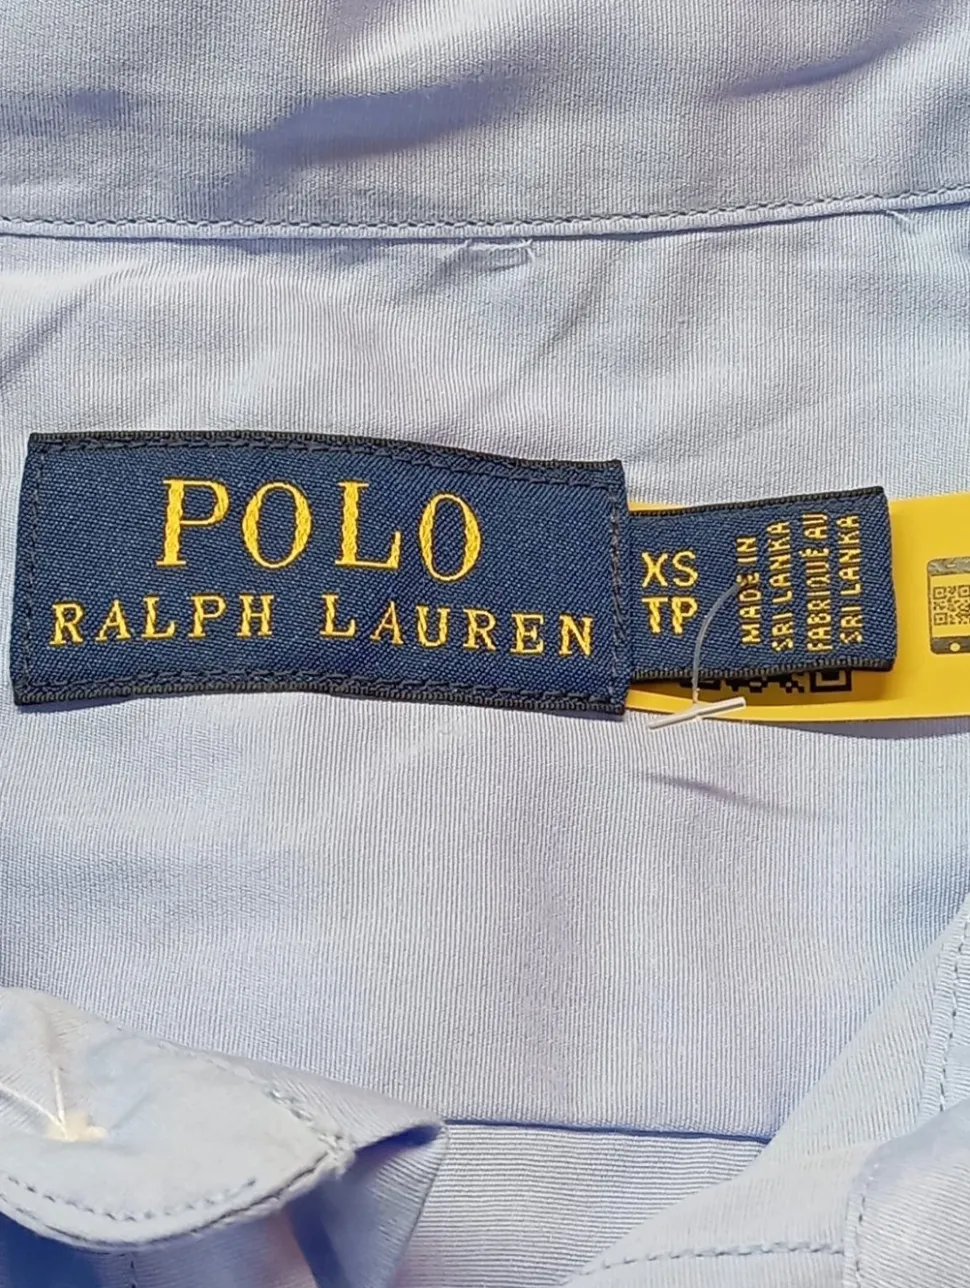 POLO
RALPH LAUREN
XS
TP
MADE IN
SRI LANKA
FABRIQUÉ AU
SRI LANKA